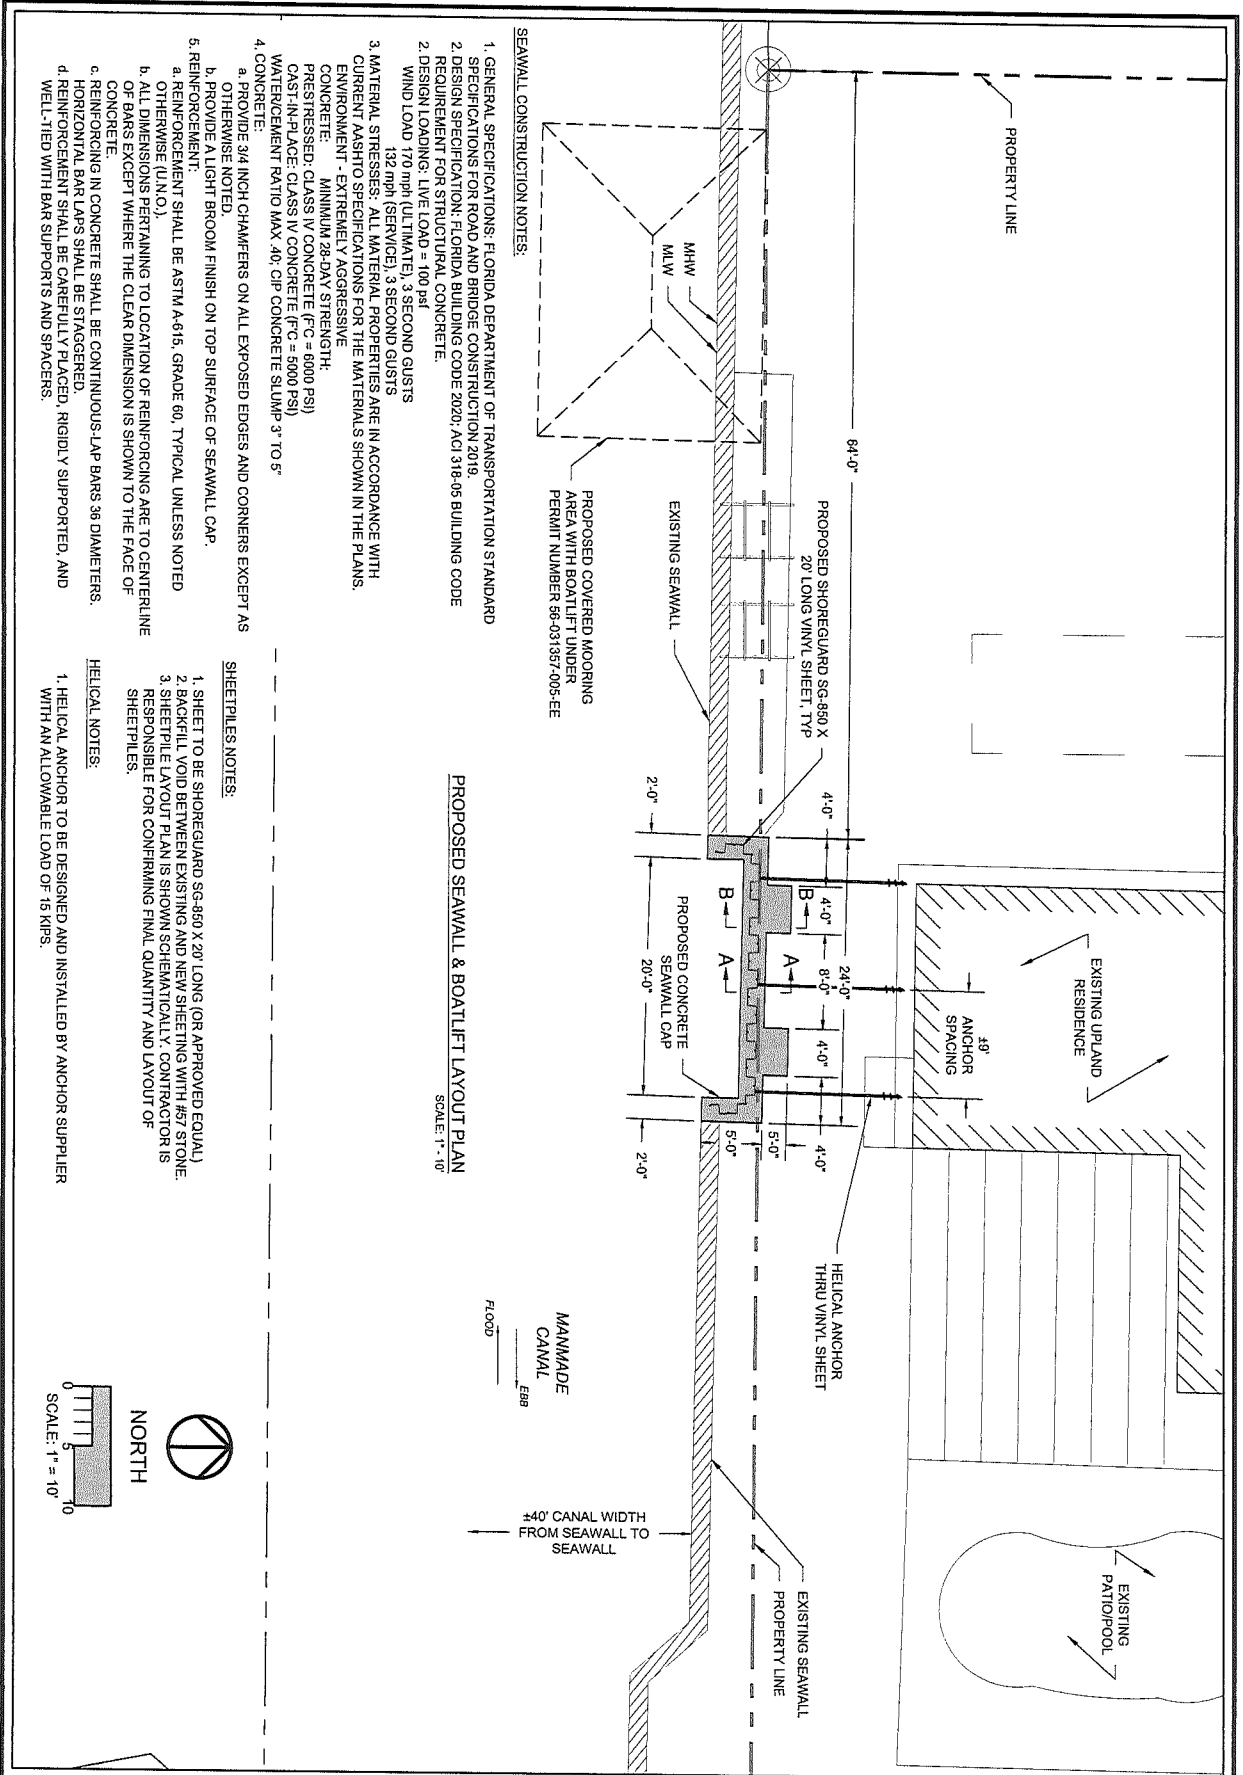 PROPERTY LINE
64'-0"
MHW
MLW
EXISTING SEAWALL
PROPOSED SHOREGUARD SG-850 X
20' LONG VINYL SHEET, TYP
PROPOSED COVERED MOORING
AREA WITH BOATLIFT UNDER
PERMIT NUMBER 56-031357-005-EE
EXISTING UPLAND
RESIDENCE
±9'
ANCHOR
SPACING
24'-0"
4'-0"
4'-0"
8'-0"
4'-0"
4'-0"
B
B
A
A
5'-0"
5'-0"
2'-0"
20'-0"
2'-0"
PROPOSED CONCRETE
SEAWALL CAP
HELICAL ANCHOR
THRU VINYL SHEET
EXISTING
PATIO/POOL
EXISTING SEAWALL
PROPERTY LINE
±40' CANAL WIDTH
FROM SEAWALL TO
SEAWALL
MANMADE
CANAL
EBB
FLOOD
PROPOSED SEAWALL & BOATLIFT LAYOUT PLAN
SCALE: 1" - 10'
SEAWALL CONSTRUCTION NOTES:
1. GENERAL SPECIFICATIONS: FLORIDA DEPARTMENT OF TRANSPORTATION STANDARD
SPECIFICATIONS FOR ROAD AND BRIDGE CONSTRUCTION 2019.
2. DESIGN SPECIFICATION: FLORIDA BUILDING CODE 2020; ACI 318-05 BUILDING CODE
REQUIREMENT FOR STRUCTURAL CONCRETE.
2. DESIGN LOADING: LIVE LOAD = 100 psf
WIND LOAD 170 mph (ULTIMATE), 3 SECOND GUSTS
132 mph (SERVICE), 3 SECOND GUSTS
3. MATERIAL STRESSES: ALL MATERIAL PROPERTIES ARE IN ACCORDANCE WITH
CURRENT AASHTO SPECIFICATIONS FOR THE MATERIALS SHOWN IN THE PLANS.
ENVIRONMENT - EXTREMELY AGGRESSIVE
CONCRETE: MINIMUM 28-DAY STRENGTH:
PRESTRESSED: CLASS IV CONCRETE (F'C = 6000 PSI)
CAST-IN-PLACE: CLASS IV CONCRETE (F'C = 5000 PSI)
WATER/CEMENT RATIO MAX .40; CIP CONCRETE SLUMP 3" TO 5"
4. CONCRETE:
a. PROVIDE 3/4 INCH CHAMFERS ON ALL EXPOSED EDGES AND CORNERS EXCEPT AS
OTHERWISE NOTED.
b. PROVIDE A LIGHT BROOM FINISH ON TOP SURFACE OF SEAWALL CAP.
5. REINFORCEMENT:
a. REINFORCEMENT SHALL BE ASTM A-615, GRADE 60, TYPICAL UNLESS NOTED
OTHERWISE (U.N.O.).
b. ALL DIMENSIONS PERTAINING TO LOCATION OF REINFORCING ARE TO CENTERLINE
OF BARS EXCEPT WHERE THE CLEAR DIMENSION IS SHOWN TO THE FACE OF
CONCRETE.
c. REINFORCING IN CONCRETE SHALL BE CONTINUOUS-LAP BARS 36 DIAMETERS.
HORIZONTAL BAR LAPS SHALL BE STAGGERED.
d. REINFORCEMENT SHALL BE CAREFULLY PLACED, RIGIDLY SUPPORTED, AND
WELL-TIED WITH BAR SUPPORTS AND SPACERS.
SHEETPILES NOTES:
1. SHEET TO BE SHOREGUARD SG-850 X 20' LONG (OR APPROVED EQUAL)
2. BACKFILL VOID BETWEEN EXISTING AND NEW SHEETING WITH #57 STONE.
3. SHEETPILE LAYOUT PLAN IS SHOWN SCHEMATICALLY. CONTRACTOR IS
RESPONSIBLE FOR CONFIRMING FINAL QUANTITY AND LAYOUT OF
SHEETPILES.
HELICAL NOTES:
1. HELICAL ANCHOR TO BE DESIGNED AND INSTALLED BY ANCHOR SUPPLIER
WITH AN ALLOWABLE LOAD OF 15 KIPS.
NORTH
0 5 10
SCALE: 1" = 10'